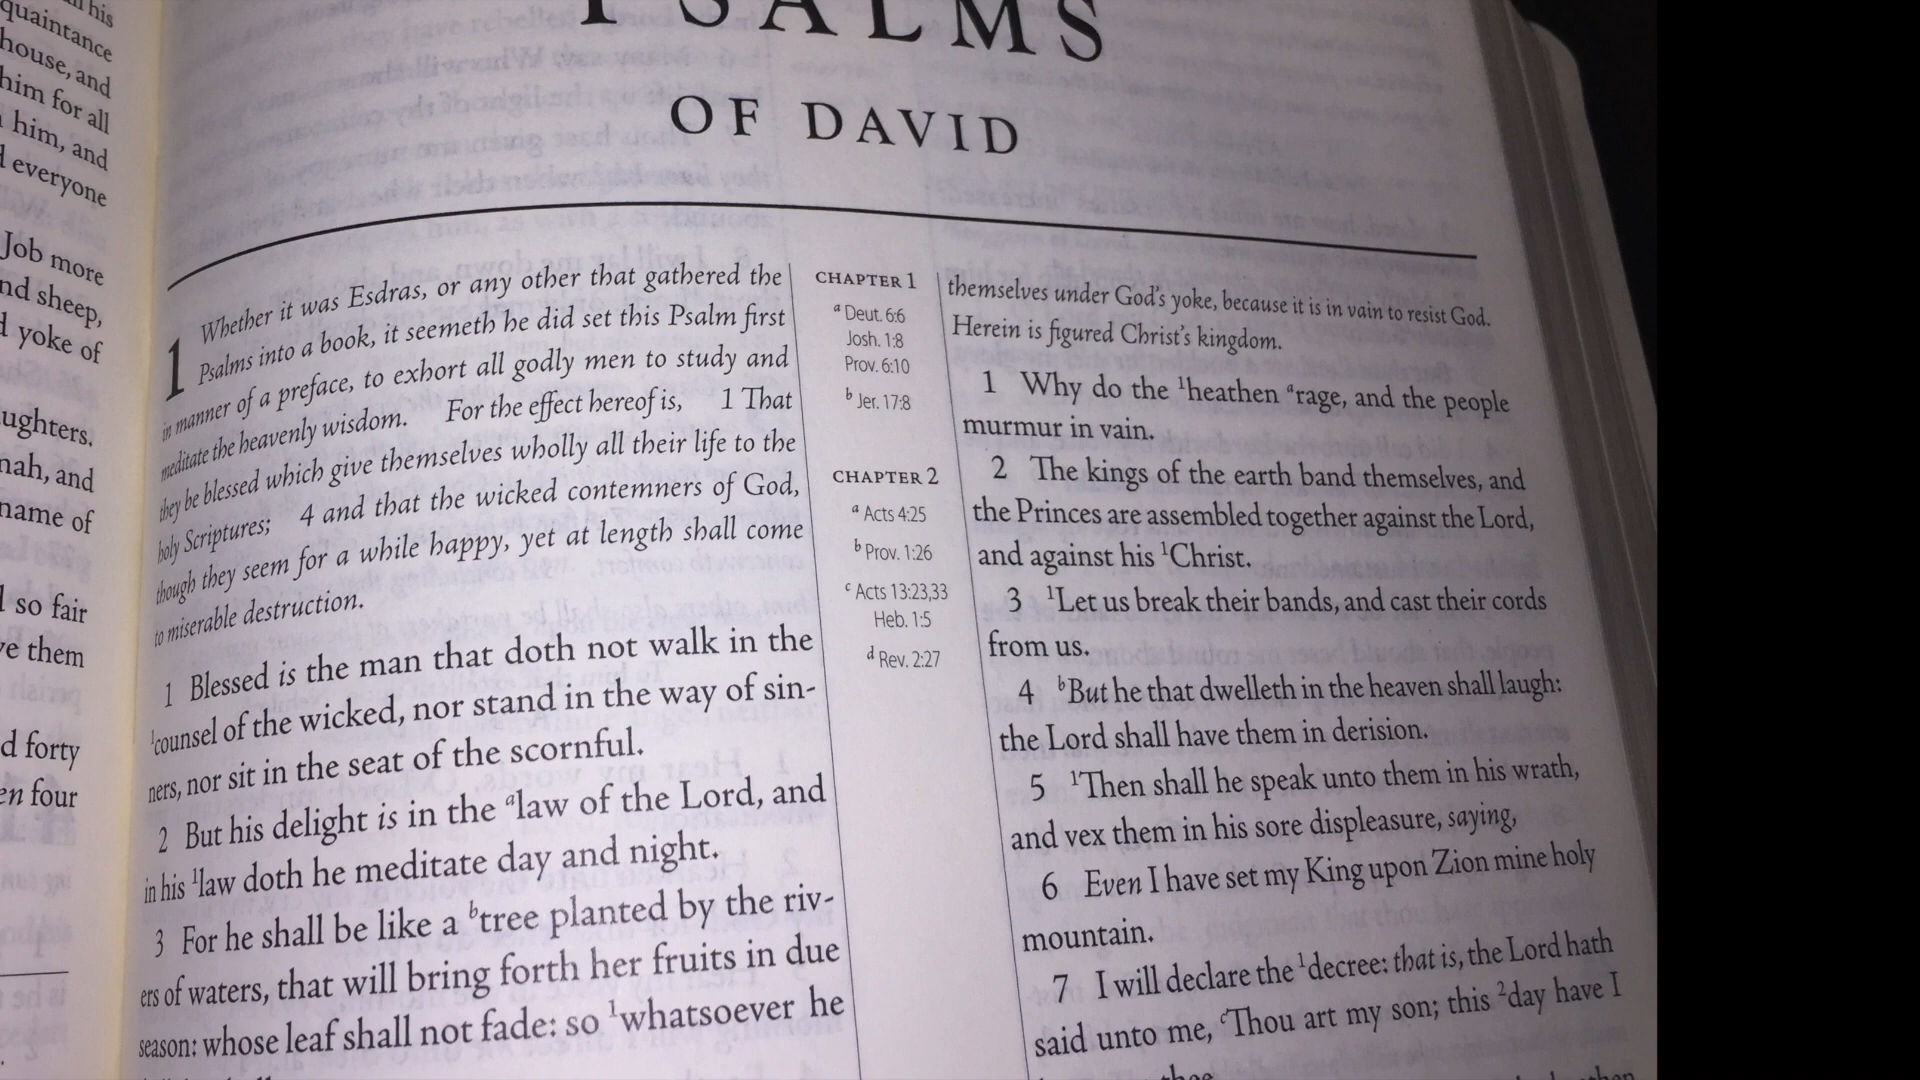 his
quaintance
house, and
him for all
him, and
everyone
Job more
nd sheep,
yoke of
ughters.
nah, and
name of
so fair
ve them
d forty
en four
PSALMS
OF DAVID
1 Whether it was Esdras, or any other that gathered the
Psalms into a book, it seemeth he did set this Psalm first
in manner of a preface, to exhort all godly men to study and
meditate the heavenly wisdom. For the effect hereof is, 1 That
they be blessed which give themselves wholly all their life to the
holy Scriptures; 4 and that the wicked contemners of God,
though they seem for a while happy, yet at length shall come
to miserable destruction.
1 Blessed is the man that doth not walk in the
¹counsel of the wicked, nor stand in the way of sin-
ners, nor sit in the seat of the scornful.
2 But his delight is in the ᵃlaw of the Lord, and
in his ¹law doth he meditate day and night.
3 For he shall be like a ᵇtree planted by the riv-
ers of waters, that will bring forth her fruits in due
season: whose leaf shall not fade: so ¹whatsoever he
CHAPTER 1
ᵃ Deut. 6:6
Josh. 1:8
Prov. 6:10
ᵇ Jer. 17:8
CHAPTER 2
ᵃ Acts 4:25
ᵇ Prov. 1:26
ᶜ Acts 13:23,33
Heb. 1:5
ᵈ Rev. 2:27
themselves under God's yoke, because it is in vain to resist God.
Herein is figured Christ's kingdom.
1 Why do the ¹heathen ᵃrage, and the people
murmur in vain.
2 The kings of the earth band themselves, and
the Princes are assembled together against the Lord,
and against his ¹Christ.
3 ¹Let us break their bands, and cast their cords
from us.
4 ᵇBut he that dwelleth in the heaven shall laugh:
the Lord shall have them in derision.
5 ¹Then shall he speak unto them in his wrath,
and vex them in his sore displeasure, saying,
6 Even I have set my King upon Zion mine holy
mountain.
7 I will declare the ¹decree: that is, the Lord hath
said unto me, ᶜThou art my son; this ²day have I
thee